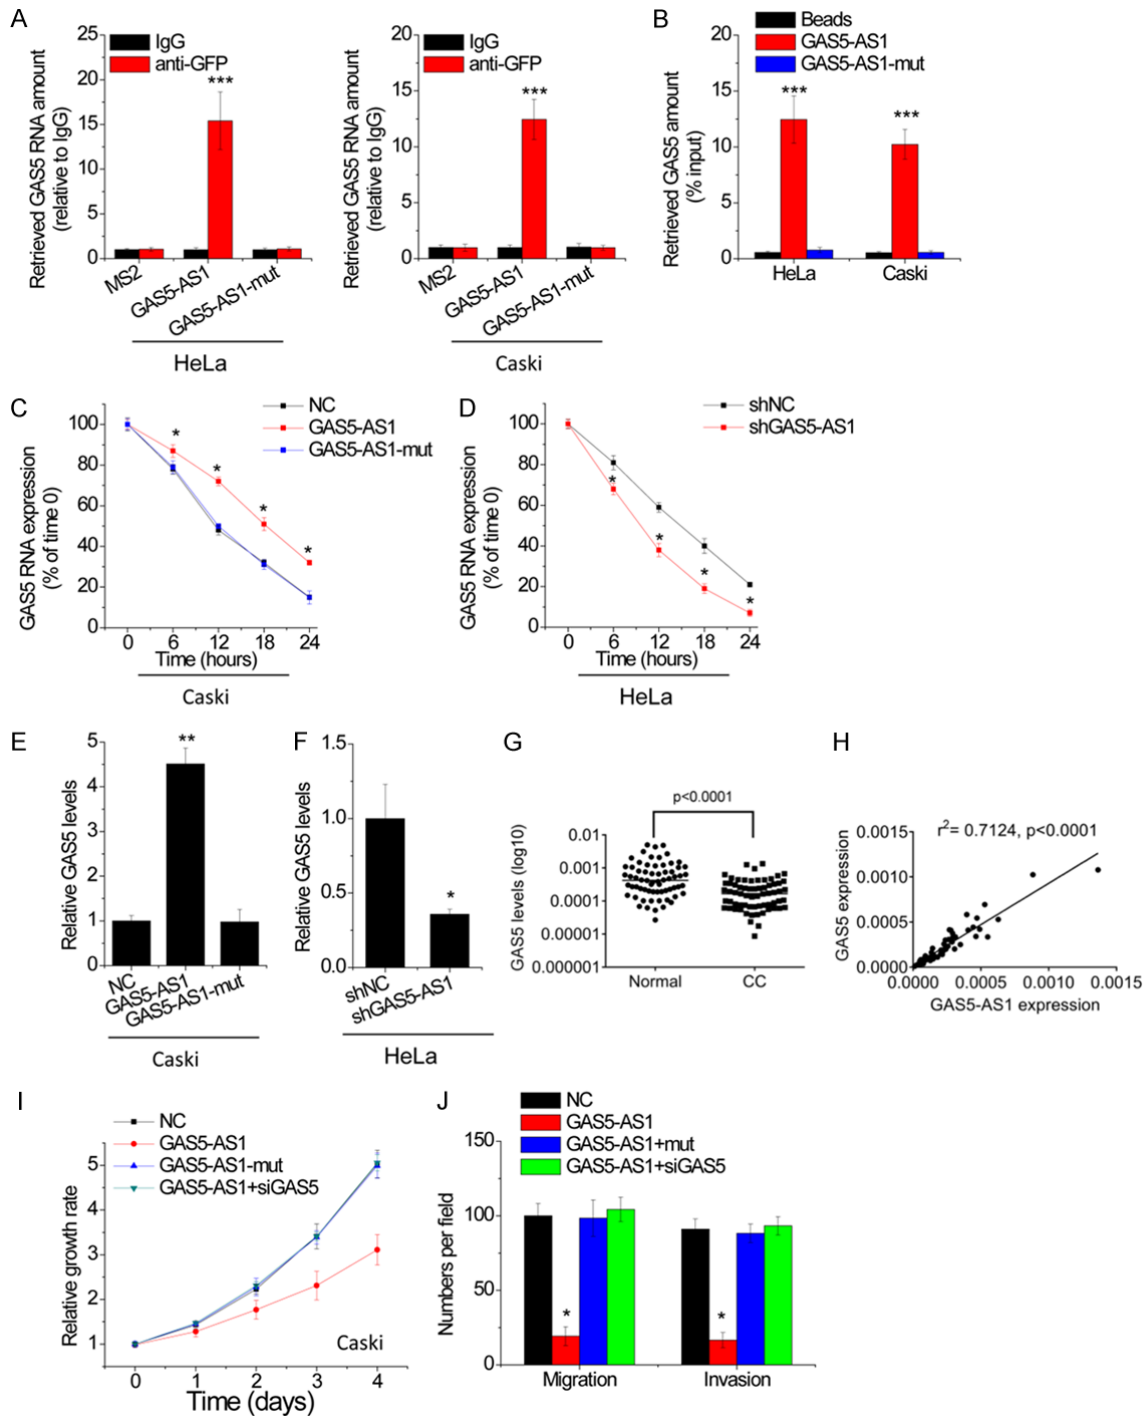 A
IgG
anti-GFP
Retrieved GAS5 RNA amount
(relative to IgG)
25
20
15
10
5
0
***
MS2
GAS5-AS1
GAS5-AS1-mut
HeLa
IgG
anti-GFP
Retrieved GAS5 RNA amount
(relative to IgG)
20
15
10
5
0
***
MS2
GAS5-AS1
GAS5-AS1-mut
Caski
B
Beads
GAS5-AS1
GAS5-AS1-mut
Retrieved GAS5 amount
(% input)
20
15
10
5
0
***
***
HeLa Caski
C
NC
GAS5-AS1
GAS5-AS1-mut
GAS5 RNA expression
(% of time 0)
100
80
60
40
20
0
*
*
*
*
0 6 12 18 24
Time (hours)
Caski
D
shNC
shGAS5-AS1
GAS5 RNA expression
(% of time 0)
100
80
60
40
20
0
*
*
*
*
0 6 12 18 24
Time (hours)
HeLa
E
Relative GAS5 levels
5
4
3
2
1
0
**
NC
GAS5-AS1
GAS5-AS1-mut
Caski
F
Relative GAS5 levels
1.5
1.0
0.5
0.0
*
shNC
shGAS5-AS1
HeLa
G
p<0.0001
GAS5 levels (log10)
0.01
0.001
0.0001
0.00001
0.000001
Normal CC
H
r2= 0.7124, p<0.0001
GAS5 expression
0.0015
0.0010
0.0005
0.0000
0.0000 0.0005 0.0010 0.0015
GAS5-AS1 expression
I
NC
GAS5-AS1
GAS5-AS1-mut
GAS5-AS1+siGAS5
Relative growth rate
5
4
3
2
1
Caski
0 1 2 3 4
Time (days)
J
NC
GAS5-AS1
GAS5-AS1+mut
GAS5-AS1+siGAS5
Numbers per field
150
100
50
0
*
*
Migration Invasion